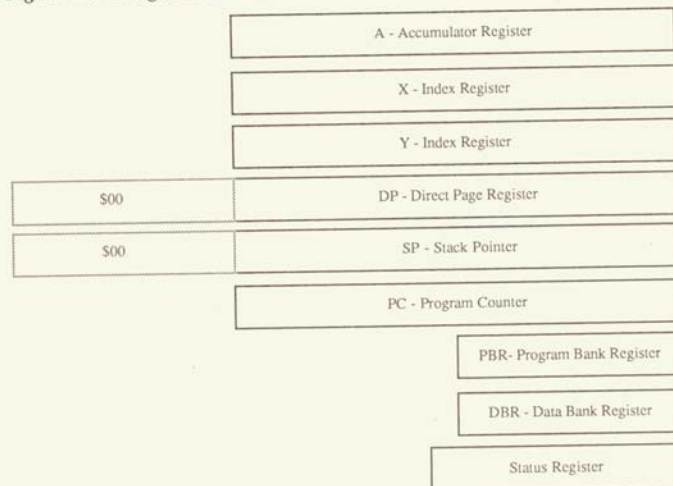 A - Accumulator Register
X - Index Register
Y - Index Register
$00 DP - Direct Page Register
$00 SP - Stack Pointer
PC - Program Counter
PBR- Program Bank Register
DBR - Data Bank Register
Status Register